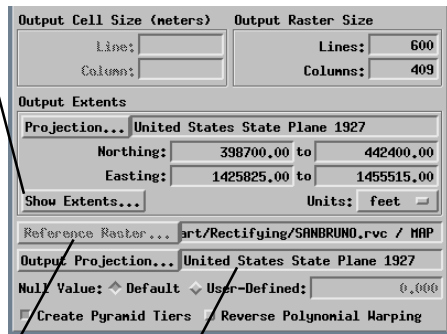 Output Cell Size (meters) Output Raster Size
Line: Lines: 600
Column: Columns: 409
Output Extents
Projection... United States State Plane 1927
Northing: 398700.00 to 442400.00
Easting: 1425825.00 to 1455515.00
Show Extents... Units: feet
Reference Raster... art/Rectifying/SANBRUNO.rvc / MAP
Output Projection... United States State Plane 1927
Null Value: Default User-Defined: 0.000
Create Pyramid Tiers Reverse Polynomial Warping